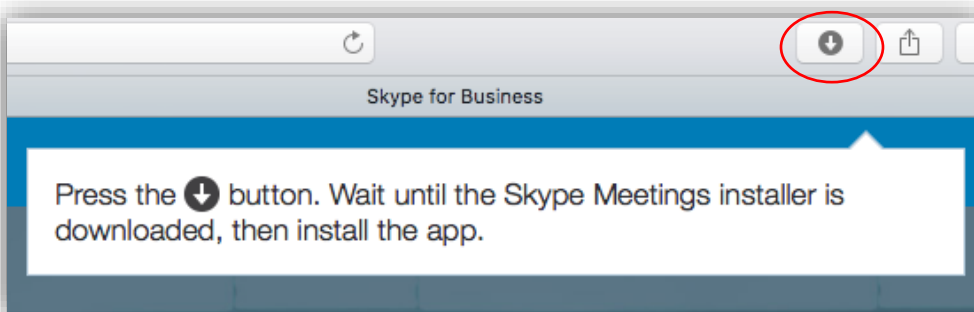 Skype for Business
Press the button. Wait until the Skype Meetings installer is
downloaded, then install the app.